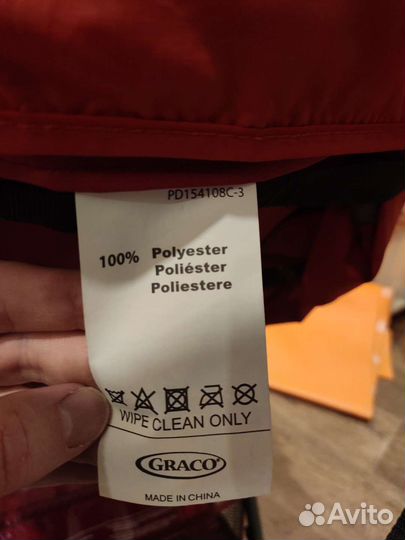 PD154108C-3
100% Polyester
Poliéster
Poliestere
WIPE CLEAN ONLY
GRACO
MADE IN CHINA
Avito